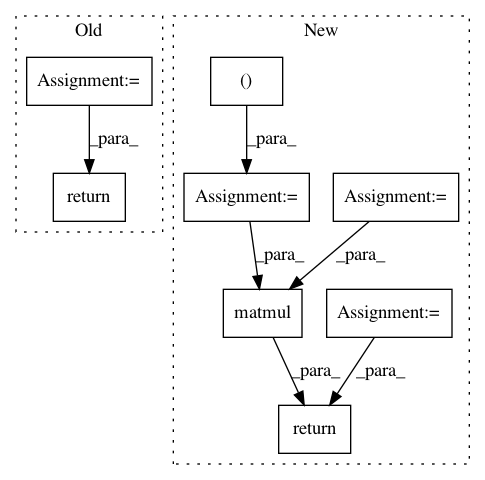 Old
New
Assignment:=
()
_para_
_para_
return
Assignment:=
Assignment:=
_para_
_para_
matmul
Assignment:=
_para_
_para_
return